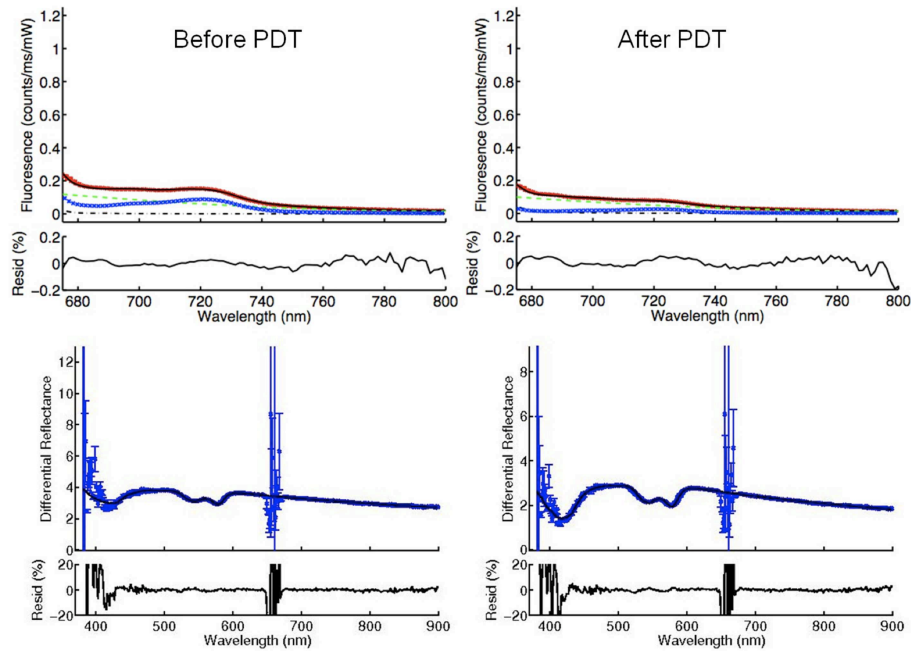 Before PDT
Fluoresence (counts/ms/mW)
1.2
1
0.8
0.6
0.4
0.2
0
Resid (%)
0.2
0
−0.2
680 700 720 740 760 780 800
Wavelength (nm)
After PDT
Fluoresence (counts/ms/mW)
1.2
1
0.8
0.6
0.4
0.2
0
Resid (%)
0.2
0
−0.2
680 700 720 740 760 780 800
Wavelength (nm)
Differential Reflectance
12
10
8
6
4
2
0
Resid (%)
20
0
−20
400 500 600 700 800 900
Wavelength (nm)
Differential Reflectance
8
6
4
2
0
Resid (%)
20
0
−20
400 500 600 700 800 900
Wavelength (nm)